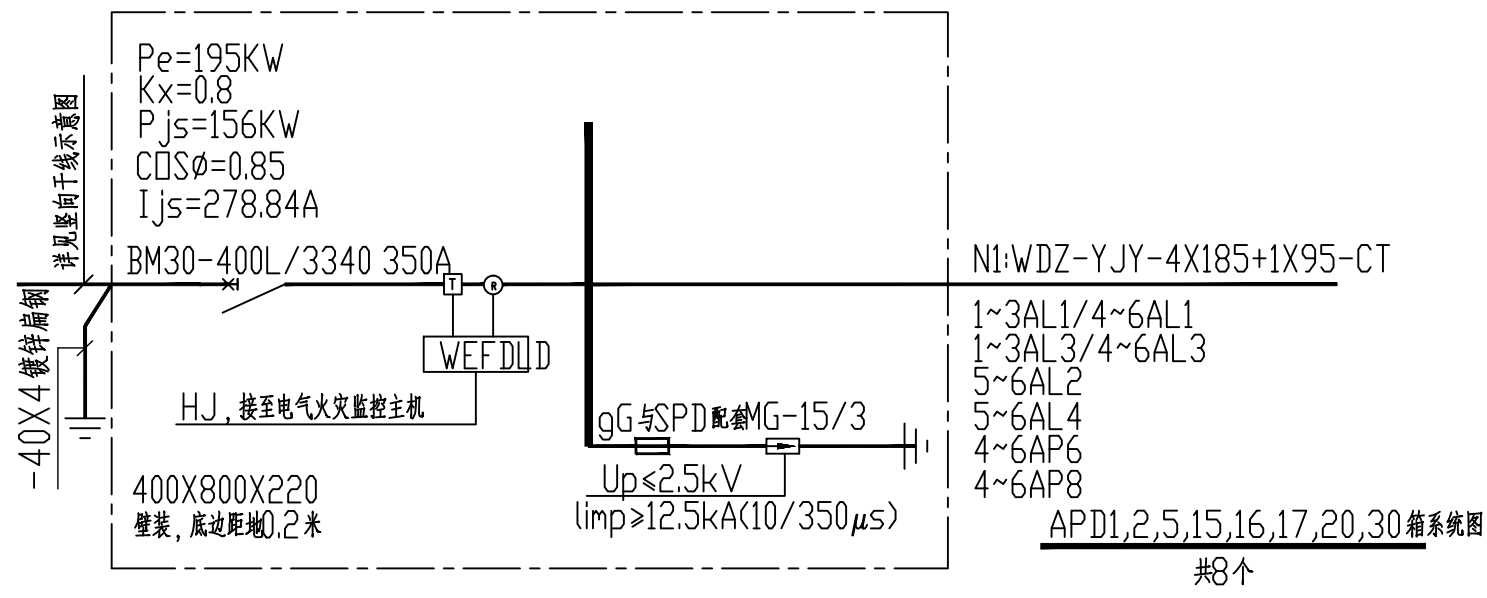 Pe=195KW
Kx=0.8
Pjs=156KW
C□Sø=0.85
Ijs=278.84A
详见竖向干线示意图
BM30-400L/3340 350A
T
R
WEFDLD
HJ,接至电气火灾监控主机
-40X4镀锌扁钢
400X800X220
壁装,底边距地0.2米
gG与SPD配套MG-15/3
Up≤2.5kV
limp≥12.5kA(10/350μs)
N1:WDZ-YJY-4X185+1X95-CT
1~3AL1/4~6AL1
1~3AL3/4~6AL3
5~6AL2
5~6AL4
4~6AP6
4~6AP8
APD1,2,5,15,16,17,20,30箱系统图
共8个